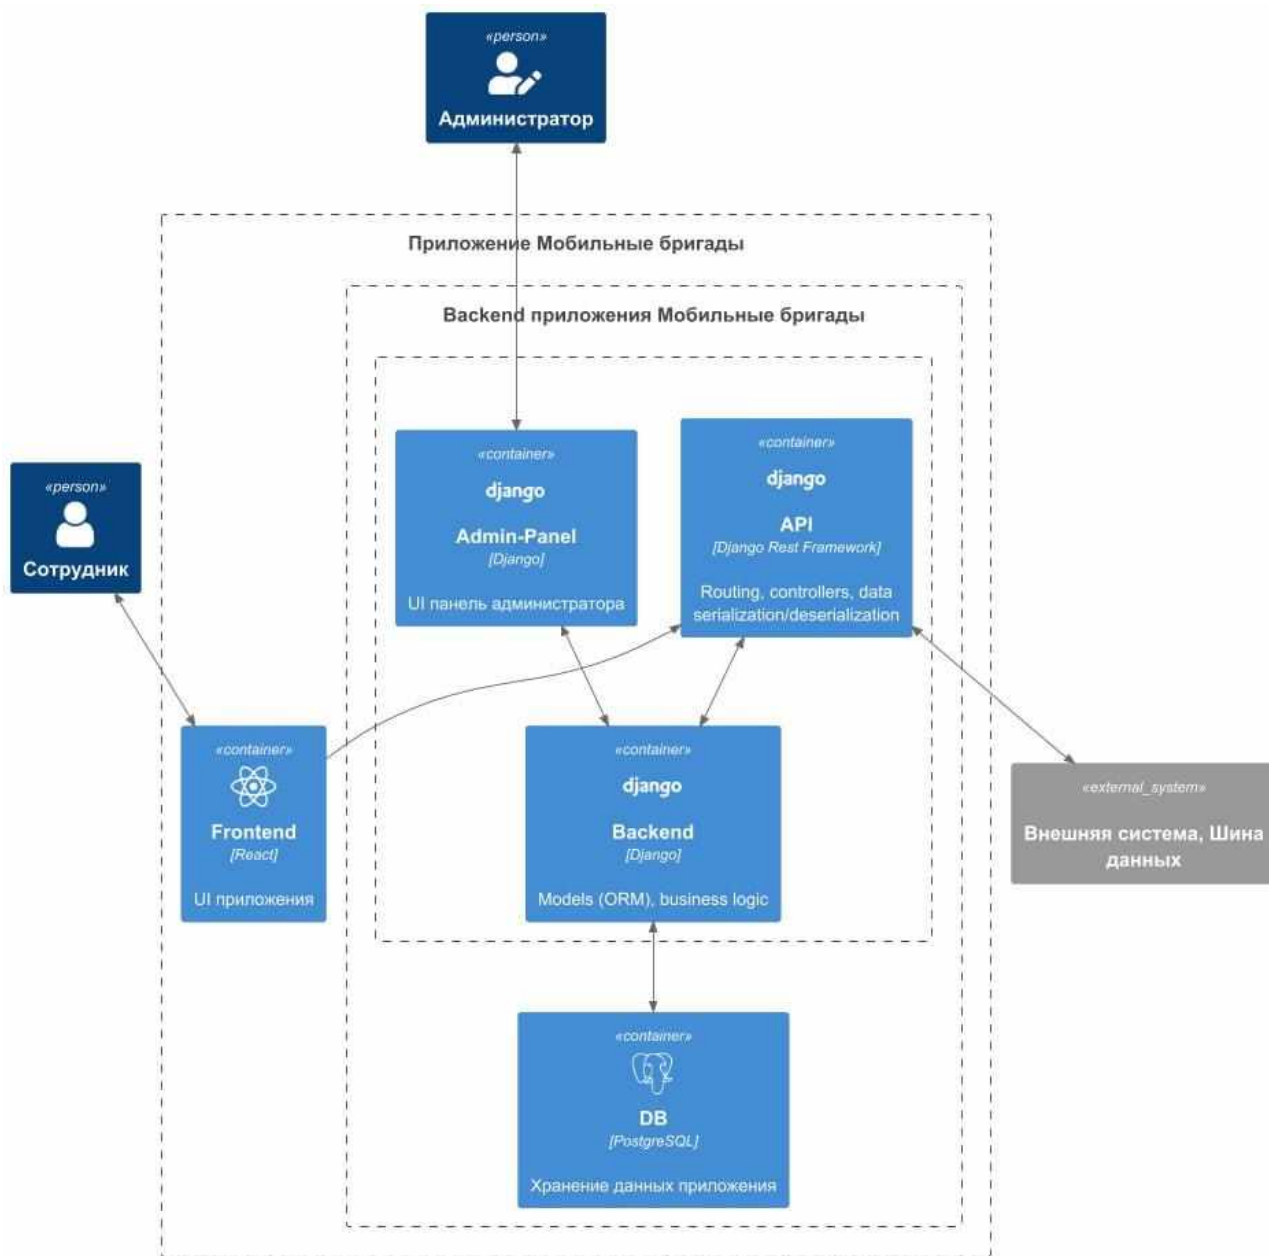 «person»
Администратор
Приложение Мобильные бригады
Backend приложения Мобильные бригады
«container»
django
Admin-Panel
[Django]
UI панель администратора
«container»
django
API
[Django Rest Framework]
Routing, controllers, data
serialization/deserialization
«person»
Сотрудник
«container»
Frontend
[React]
UI приложения
«container»
django
Backend
[Django]
Models (ORM), business logic
«external_system»
Внешняя система, Шина
данных
«container»
DB
[PostgreSQL]
Хранение данных приложения